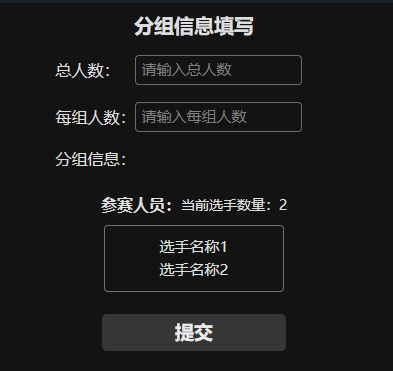 分组信息填写
总人数： 请输入总人数
每组人数： 请输入每组人数
分组信息：
参赛人员： 当前选手数量：2
选手名称1
选手名称2
提交